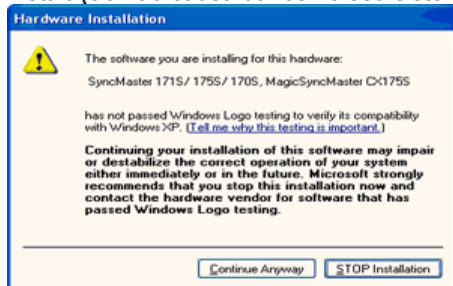 Hardware Installation
The software you are installing for this hardware:
SyncMaster 171S/ 175S/ 170S, MagicSyncMaster CX175S
has not passed Windows Logo testing to verify its compatibility
with Windows XP. (Tell me why this testing is important.)
Continuing your installation of this software may impair
or destabilize the correct operation of your system
either immediately or in the future. Microsoft strongly
recommends that you stop this installation now and
contact the hardware vendor for software that has
passed Windows Logo testing.
Continue Anyway STOP Installation